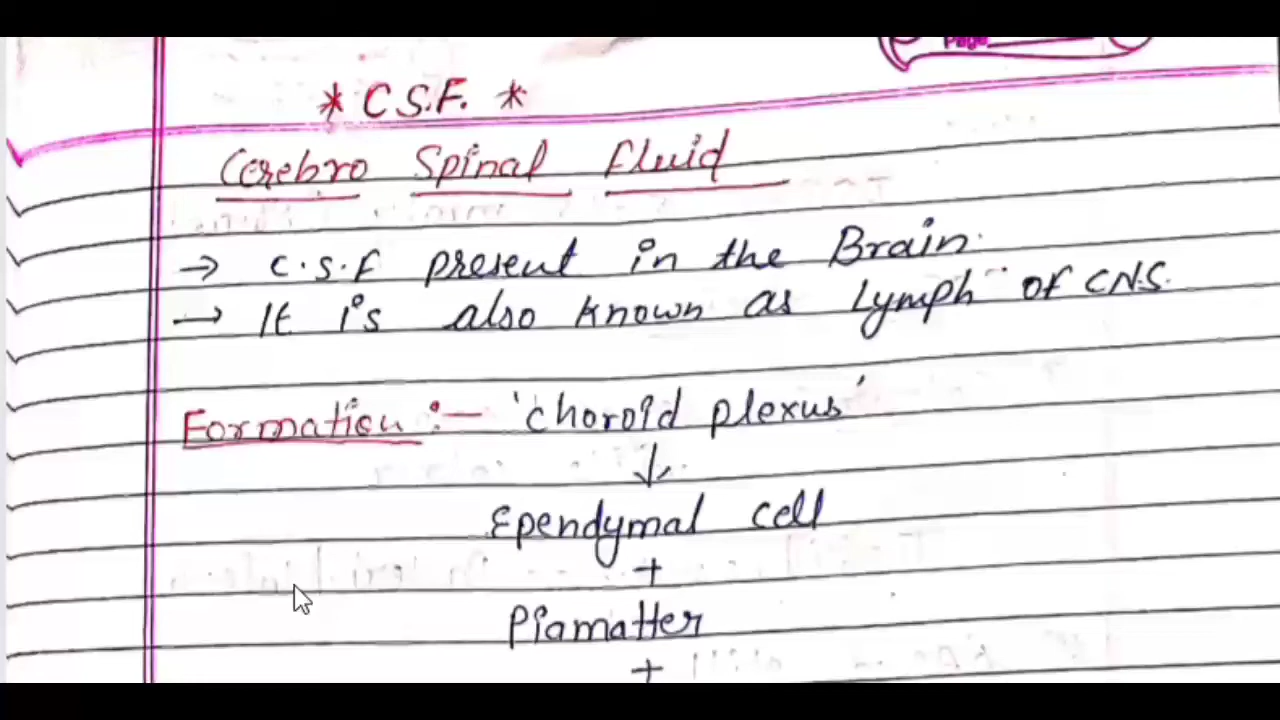 Page
* C.S.F. *
Cerebro Spinal Fluid
→ C.S.F present in the Brain.
→ It is also known as Lymph of C.N.S.
Formation :- 'choroid plexus'
↓
Ependymal cell
+
Piamatter
+